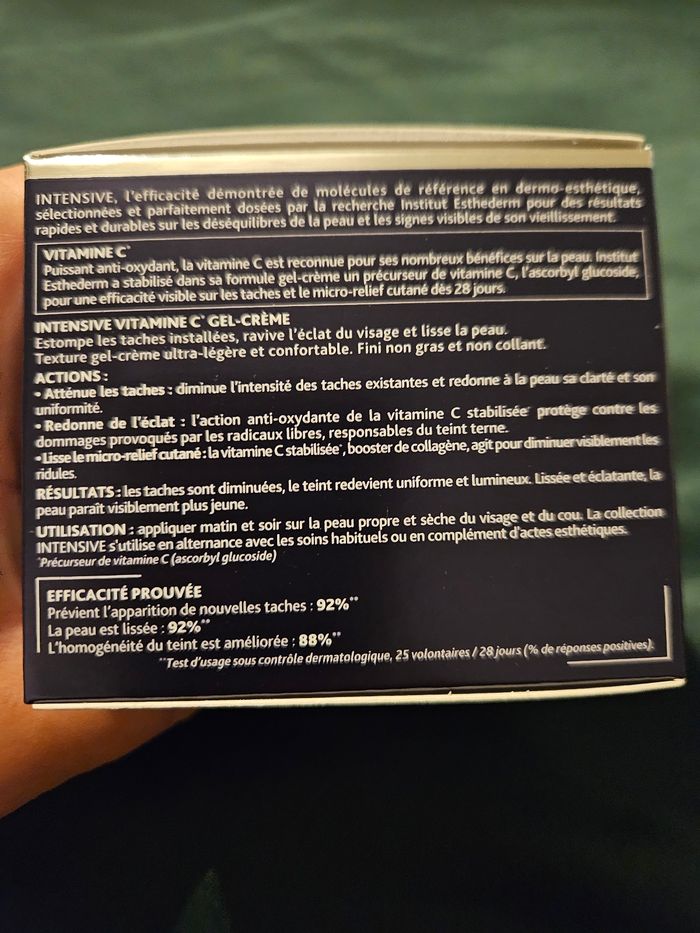 INTENSIVE, l'efficacité démontrée de molécules de référence en dermo-esthétique,
sélectionnées et parfaitement dosées par la recherche Institut Esthederm pour des résultats
rapides et durables sur les déséquilibres de la peau et les signes visibles de son vieillissement.
VITAMINE C*
Puissant anti-oxydant, la vitamine C est reconnue pour ses nombreux bénéfices sur la peau. Institut
Esthederm a stabilisé dans sa formule gel-crème un précurseur de vitamine C, l'ascorbyl glucoside,
pour une efficacité visible sur les taches et le micro-relief cutané dès 28 jours.
INTENSIVE VITAMINE C* GEL-CRÈME
Estompe les taches installées, ravive l'éclat du visage et lisse la peau.
Texture gel-crème ultra-légère et confortable. Fini non gras et non collant.
ACTIONS :
• Atténue les taches : diminue l'intensité des taches existantes et redonne à la peau sa clarté et son
uniformité.
• Redonne de l'éclat : l'action anti-oxydante de la vitamine C stabilisée* protège contre les
dommages provoqués par les radicaux libres, responsables du teint terne.
• Lisse le micro-relief cutané : la vitamine C stabilisée*, booster de collagène, agit pour diminuer visiblement les
ridules.
RÉSULTATS : les taches sont diminuées, le teint redevient uniforme et lumineux. Lissée et éclatante, la
peau paraît visiblement plus jeune.
UTILISATION : appliquer matin et soir sur la peau propre et sèche du visage et du cou. La collection
INTENSIVE s'utilise en alternance avec les soins habituels ou en complément d'actes esthétiques.
*Précurseur de vitamine C (ascorbyl glucoside)
EFFICACITÉ PROUVÉE
Prévient l'apparition de nouvelles taches : 92%**
La peau est lissée : 92%**
L'homogénéité du teint est améliorée : 88%**
**Test d'usage sous contrôle dermatologique, 25 volontaires / 28 jours (% de réponses positives).